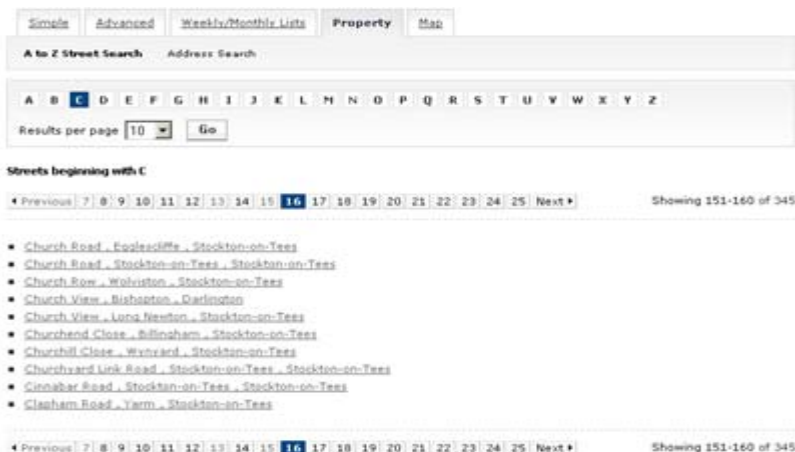 Simple Advanced Weekly/Monthly Lists Property Map
A to Z Street Search Address Search
A B C D E F G H I J K L M N O P Q R S T U V W X Y Z
Results per page 10 Go
Streets beginning with C
Previous 7 8 9 10 11 12 13 14 15 16 17 18 19 20 21 22 23 24 25 Next Showing 151-160 of 345
Church Road , Egglescliffe , Stockton-on-Tees
Church Road , Stockton-on-Tees , Stockton-on-Tees
Church Row , Wolviston , Stockton-on-Tees
Church View , Bishopton , Darlington
Church View , Long Newton , Stockton-on-Tees
Churchend Close , Billingham , Stockton-on-Tees
Churchill Close , Wynyard , Stockton-on-Tees
Churchyard Link Road , Stockton-on-Tees , Stockton-on-Tees
Cinnabar Road , Stockton-on-Tees , Stockton-on-Tees
Clapham Road , Yarm , Stockton-on-Tees
Previous 7 8 9 10 11 12 13 14 15 16 17 18 19 20 21 22 23 24 25 Next Showing 151-160 of 345